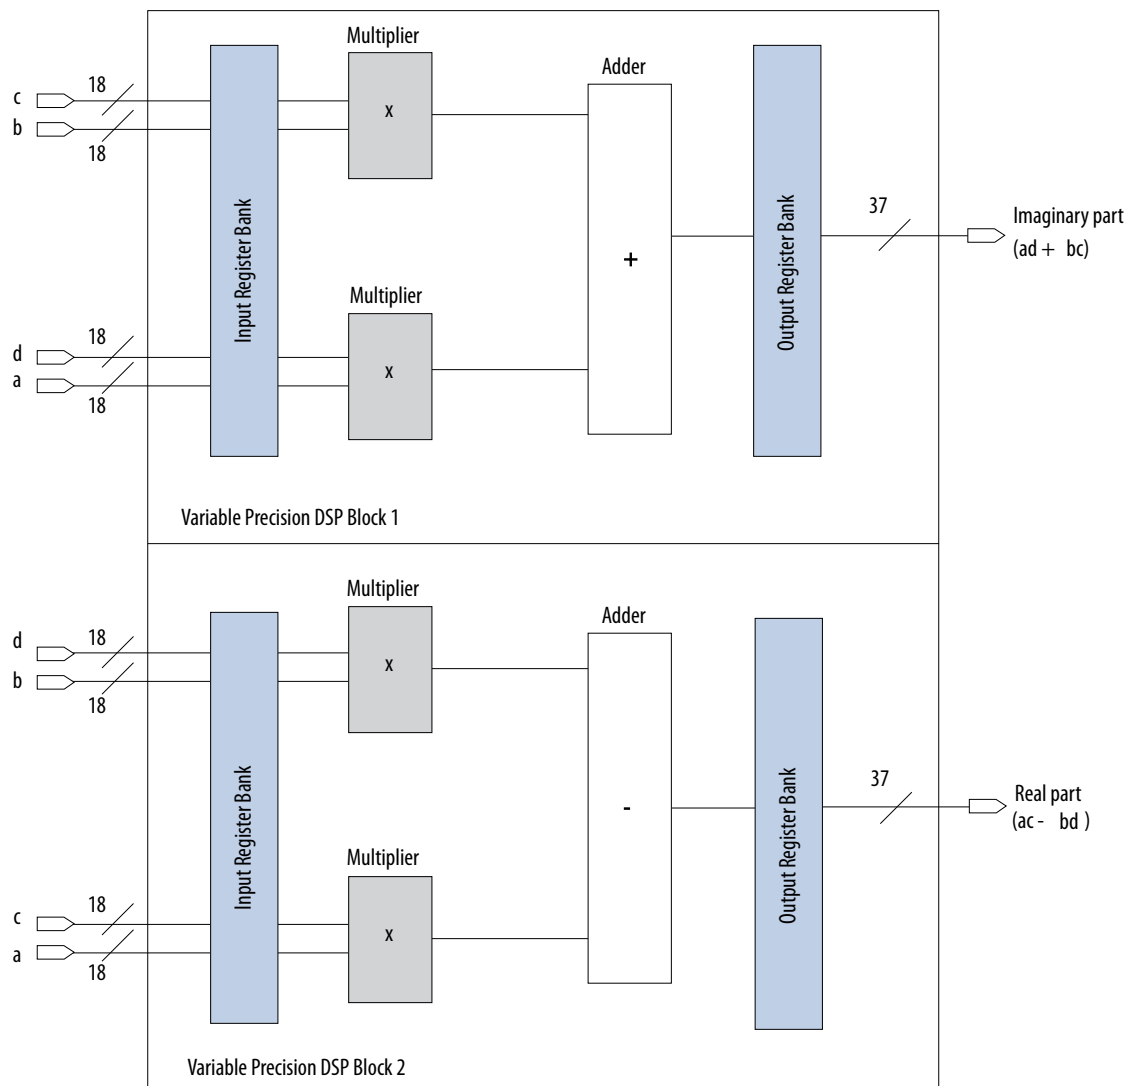 Multiplier
Adder
c
18
b
18
x
Input Register Bank
+
Output Register Bank
37
Imaginary part
(ad + bc)
Multiplier
d
18
a
18
x
Variable Precision DSP Block 1
Multiplier
Adder
d
18
b
18
x
Input Register Bank
-
Output Register Bank
37
Real part
(ac - bd )
Multiplier
c
18
a
18
x
Variable Precision DSP Block 2